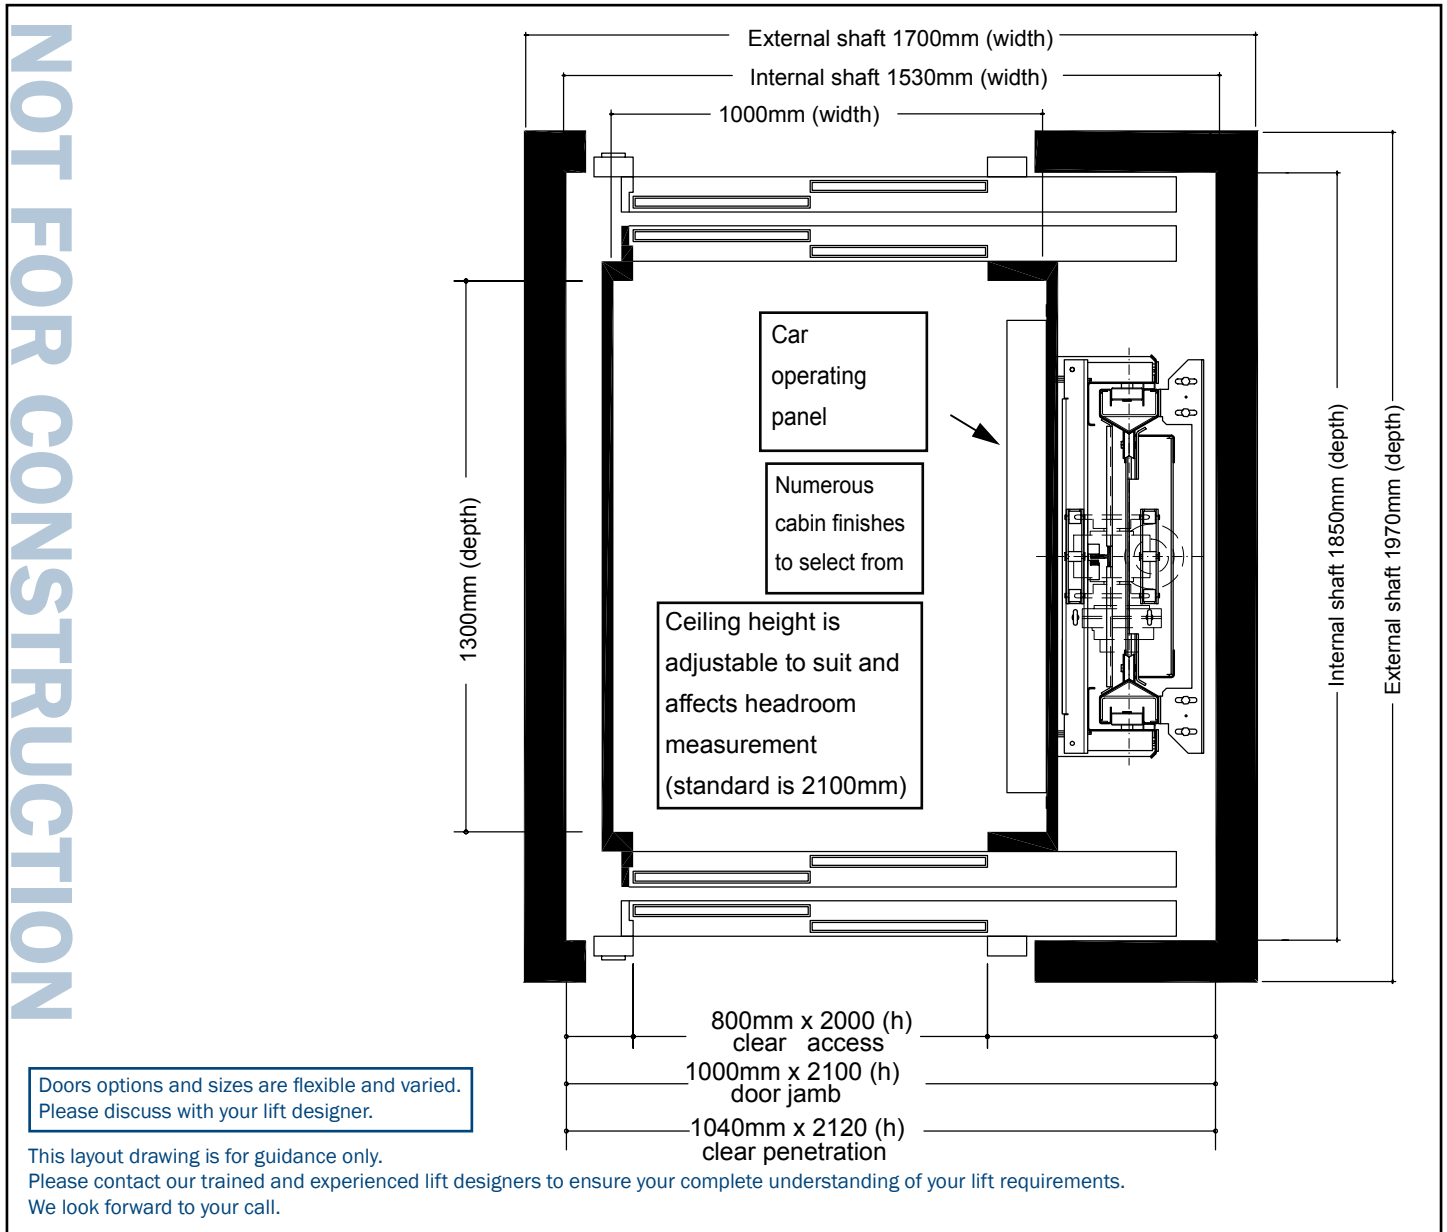 NOT FOR CONSTRUCTION
External shaft 1700mm (width)
Internal shaft 1530mm (width)
1000mm (width)
Car
operating
panel
Numerous
cabin finishes
to select from
Ceiling height is
adjustable to suit and
affects headroom
measurement
(standard is 2100mm)
1300mm (depth)
Internal shaft 1850mm (depth)
External shaft 1970mm (depth)
800mm x 2000 (h)
clear access
1000mm x 2100 (h)
door jamb
1040mm x 2120 (h)
clear penetration
Doors options and sizes are flexible and varied.
Please discuss with your lift designer.
This layout drawing is for guidance only.
Please contact our trained and experienced lift designers to ensure your complete understanding of your lift requirements.
We look forward to your call.